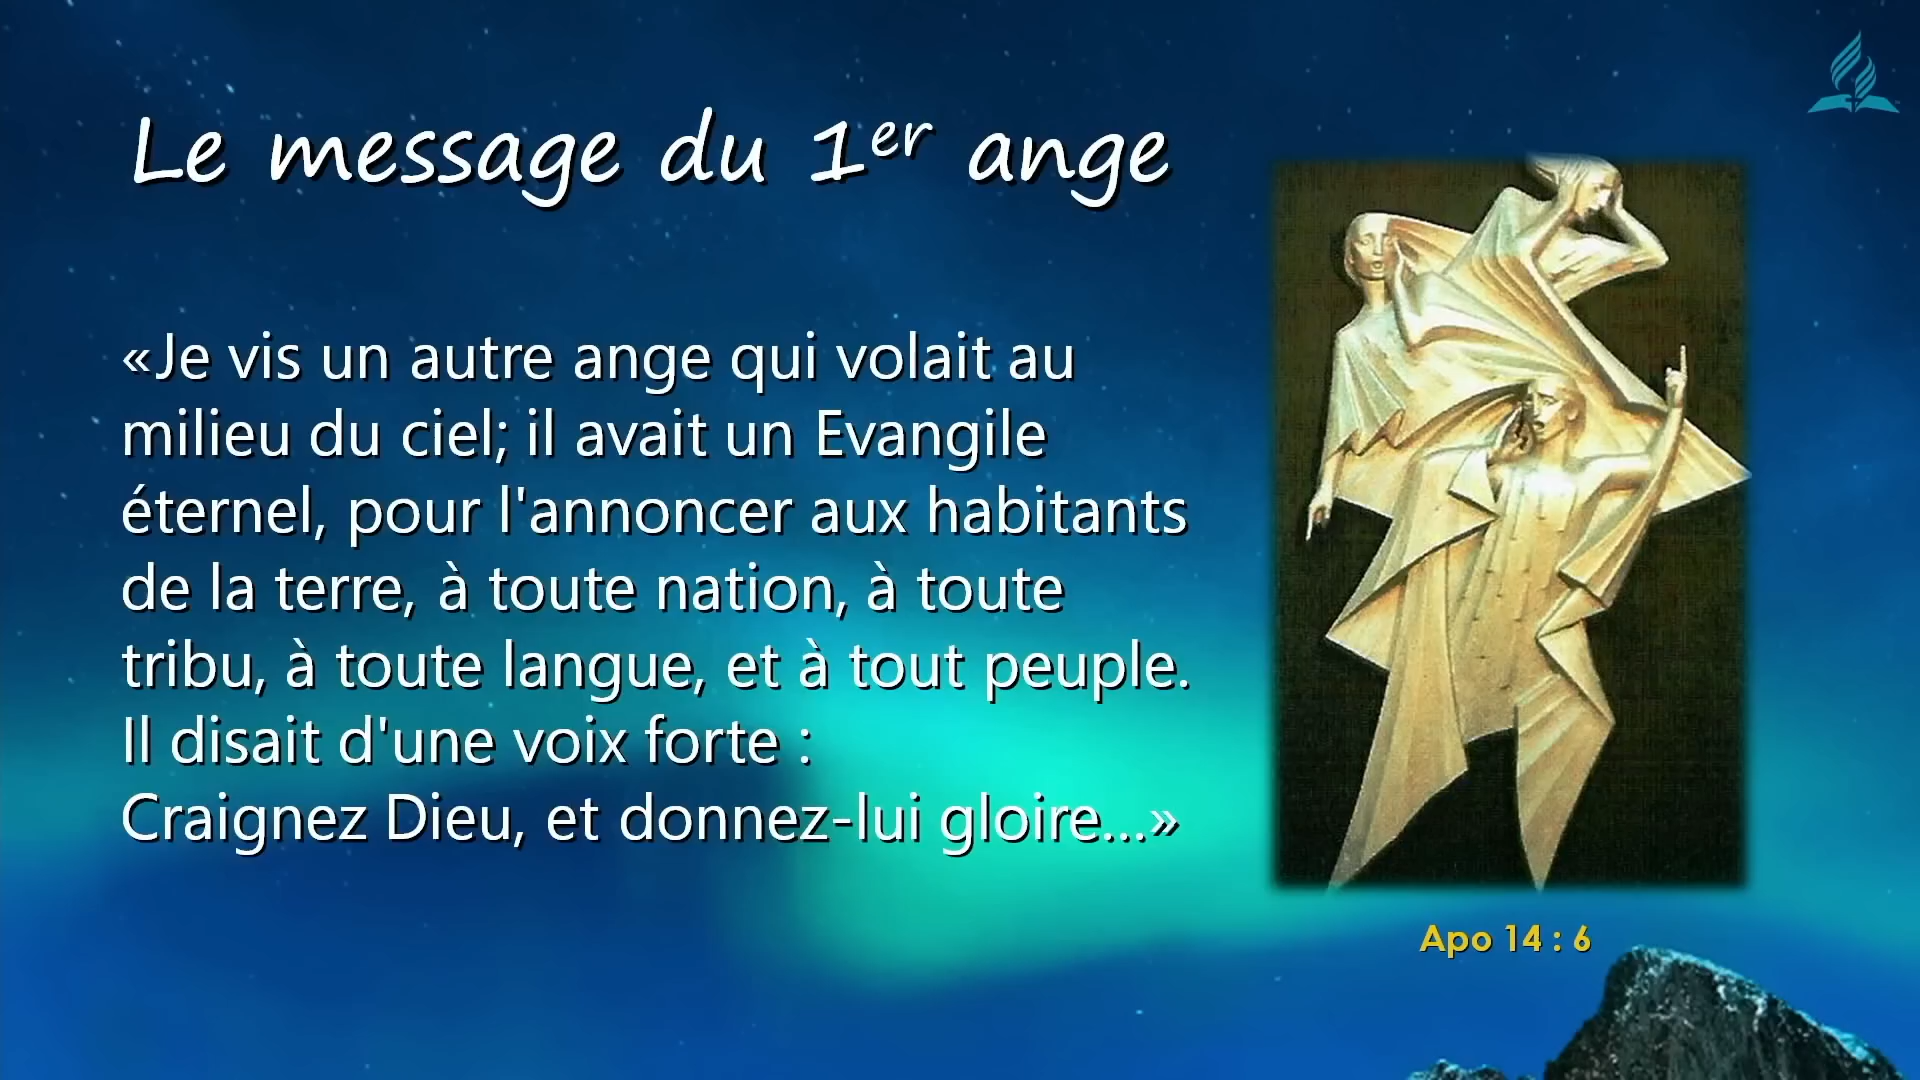 Le message du 1er ange
«Je vis un autre ange qui volait au
milieu du ciel; il avait un Evangile
éternel, pour l'annoncer aux habitants
de la terre, à toute nation, à toute
tribu, à toute langue, et à tout peuple.
Il disait d'une voix forte :
Craignez Dieu, et donnez-lui gloire...»
Apo 14 : 6